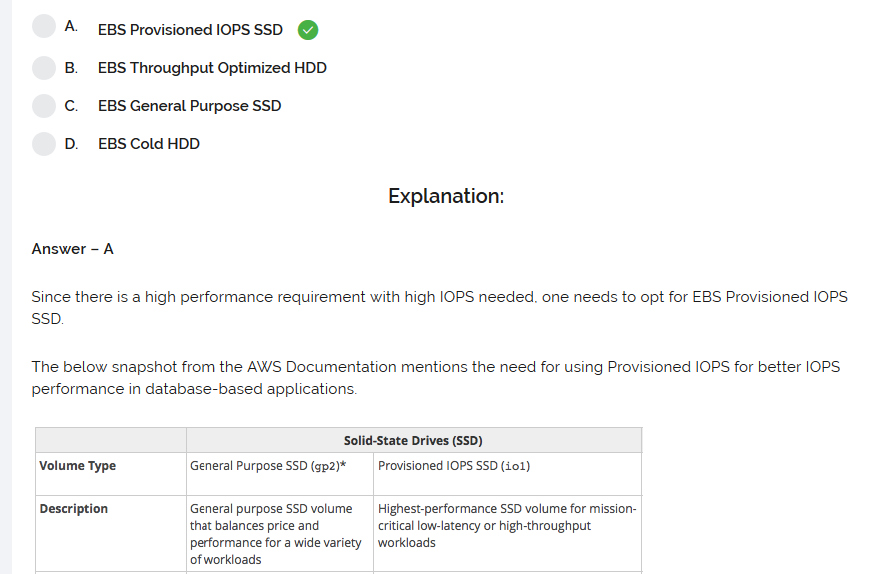 A. EBS Provisioned IOPS SSD
B. EBS Throughput Optimized HDD
C. EBS General Purpose SSD
D. EBS Cold HDD
Explanation:
Answer – A
Since there is a high performance requirement with high IOPS needed, one needs to opt for EBS Provisioned IOPS
SSD.
The below snapshot from the AWS Documentation mentions the need for using Provisioned IOPS for better IOPS
performance in database-based applications.
Solid-State Drives (SSD)
Volume Type General Purpose SSD (gp2)* Provisioned IOPS SSD (io1)
Description General purpose SSD volume Highest-performance SSD volume for mission-
that balances price and critical low-latency or high-throughput
performance for a wide variety workloads
of workloads